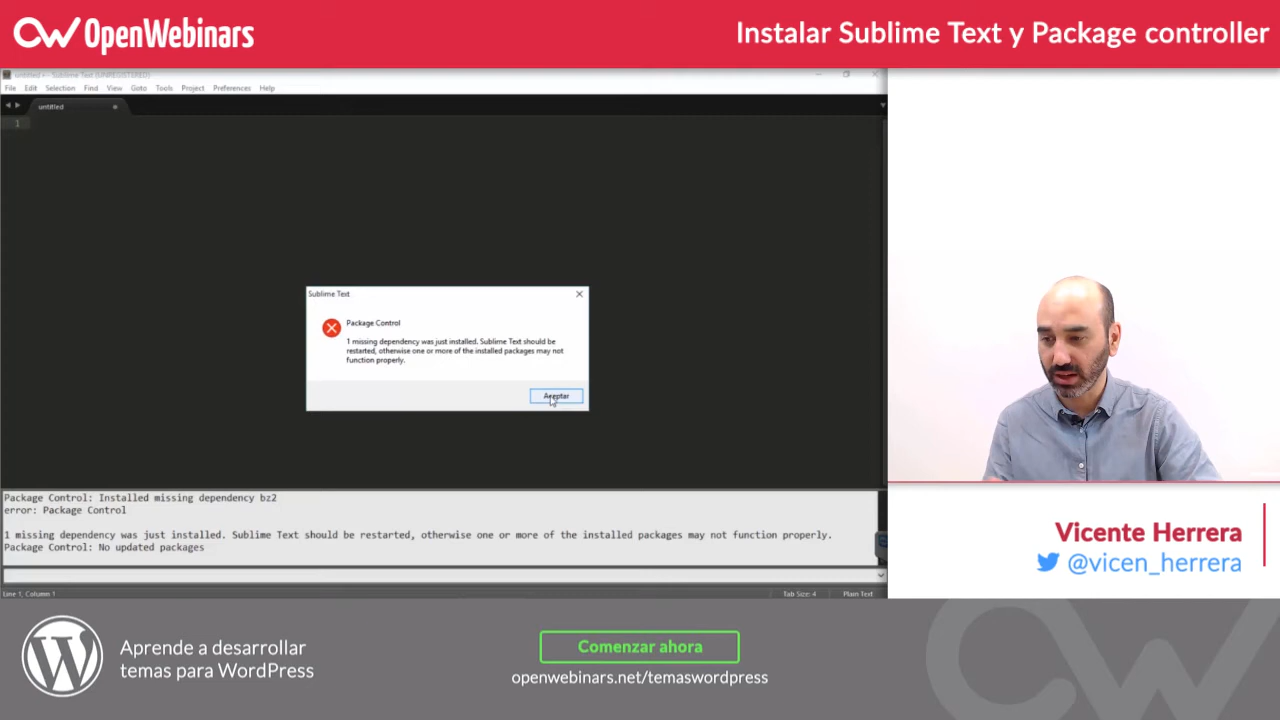 OpenWebinars
Instalar Sublime Text y Package controller
untitled • - Sublime Text (UNREGISTERED)
File Edit Selection Find View Goto Tools Project Preferences Help
untitled
1
Sublime Text
Package Control
1 missing dependency was just installed. Sublime Text should be
restarted, otherwise one or more of the installed packages may not
function properly.
Aceptar
Package Control: Installed missing dependency bz2
error: Package Control
1 missing dependency was just installed. Sublime Text should be restarted, otherwise one or more of the installed packages may not function properly.
Package Control: No updated packages
Line 1, Column 1
Tab Size: 4
Plain Text
Vicente Herrera
@vicen_herrera
Aprende a desarrollar
temas para WordPress
Comenzar ahora
openwebinars.net/temaswordpress